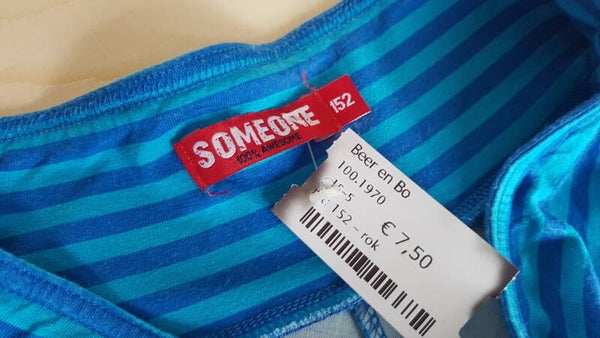 SOMEONE
100% AWESOME
152
Beer en Bo
100.1970
152 – rok
€ 7,50